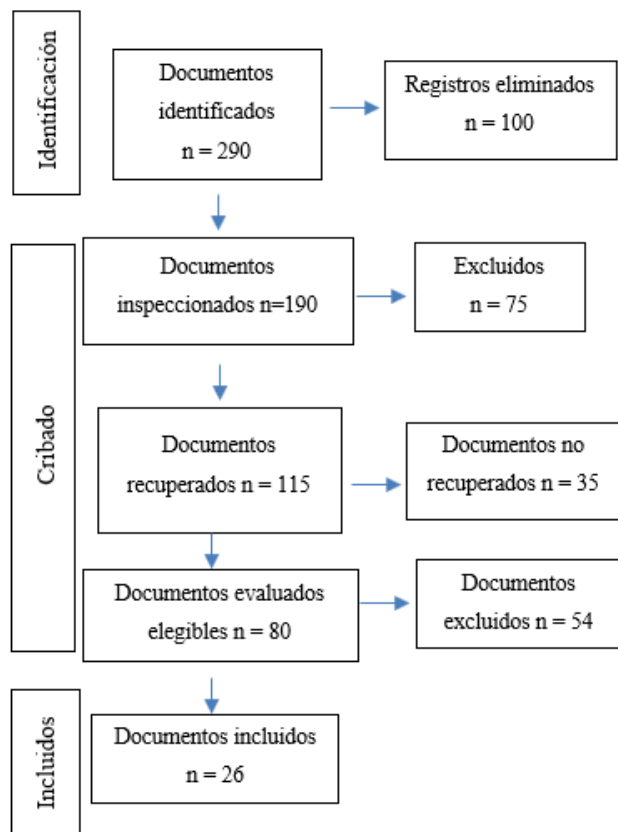 Identificación
Documentos
identificados
n = 290
Registros eliminados
n = 100
Cribado
Documentos
inspeccionados n=190
Excluidos
n = 75
Documentos
recuperados n = 115
Documentos no
recuperados n = 35
Documentos evaluados
elegibles n = 80
Documentos
excluidos n = 54
Incluidos
Documentos incluidos
n = 26